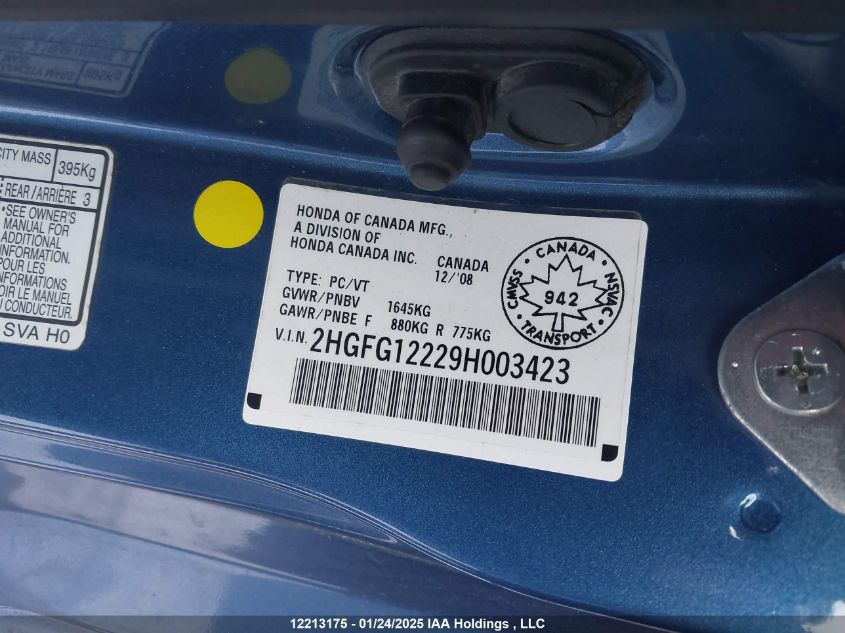 CITY MASS 395Kg
REAR/ARRIÈRE 3
•SEE OWNER'S
MANUAL FOR
ADDITIONAL
INFORMATION.
POUR LES
INFORMATIONS
LE MANUEL
DU CONDUCTEUR.
SVA H0
HONDA OF CANADA MFG.,
A DIVISION OF
HONDA CANADA INC. CANADA
12/'08
TYPE: PC/VT
GVWR/PNBV 1645KG
GAWR/PNBE F 880KG R 775KG
V.I.N. 2HGFG12229H003423
CANADA
CMVSS 942 NSVAC
TRANSPORT
12213175 - 01/24/2025 IAA Holdings , LLC